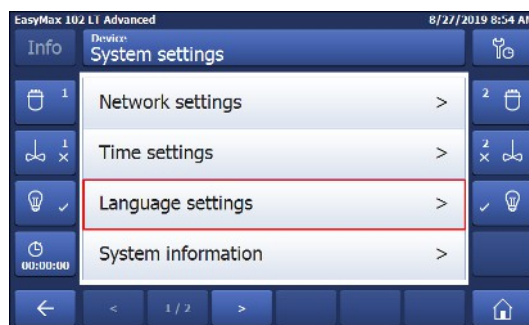 EasyMax 102 LT Advanced
8/27/2019 8:54 AM
Info
Device
System settings
1
Network settings >
2
1
Time settings >
2
Language settings >
00:00:00
System information >
< 1 / 2 >